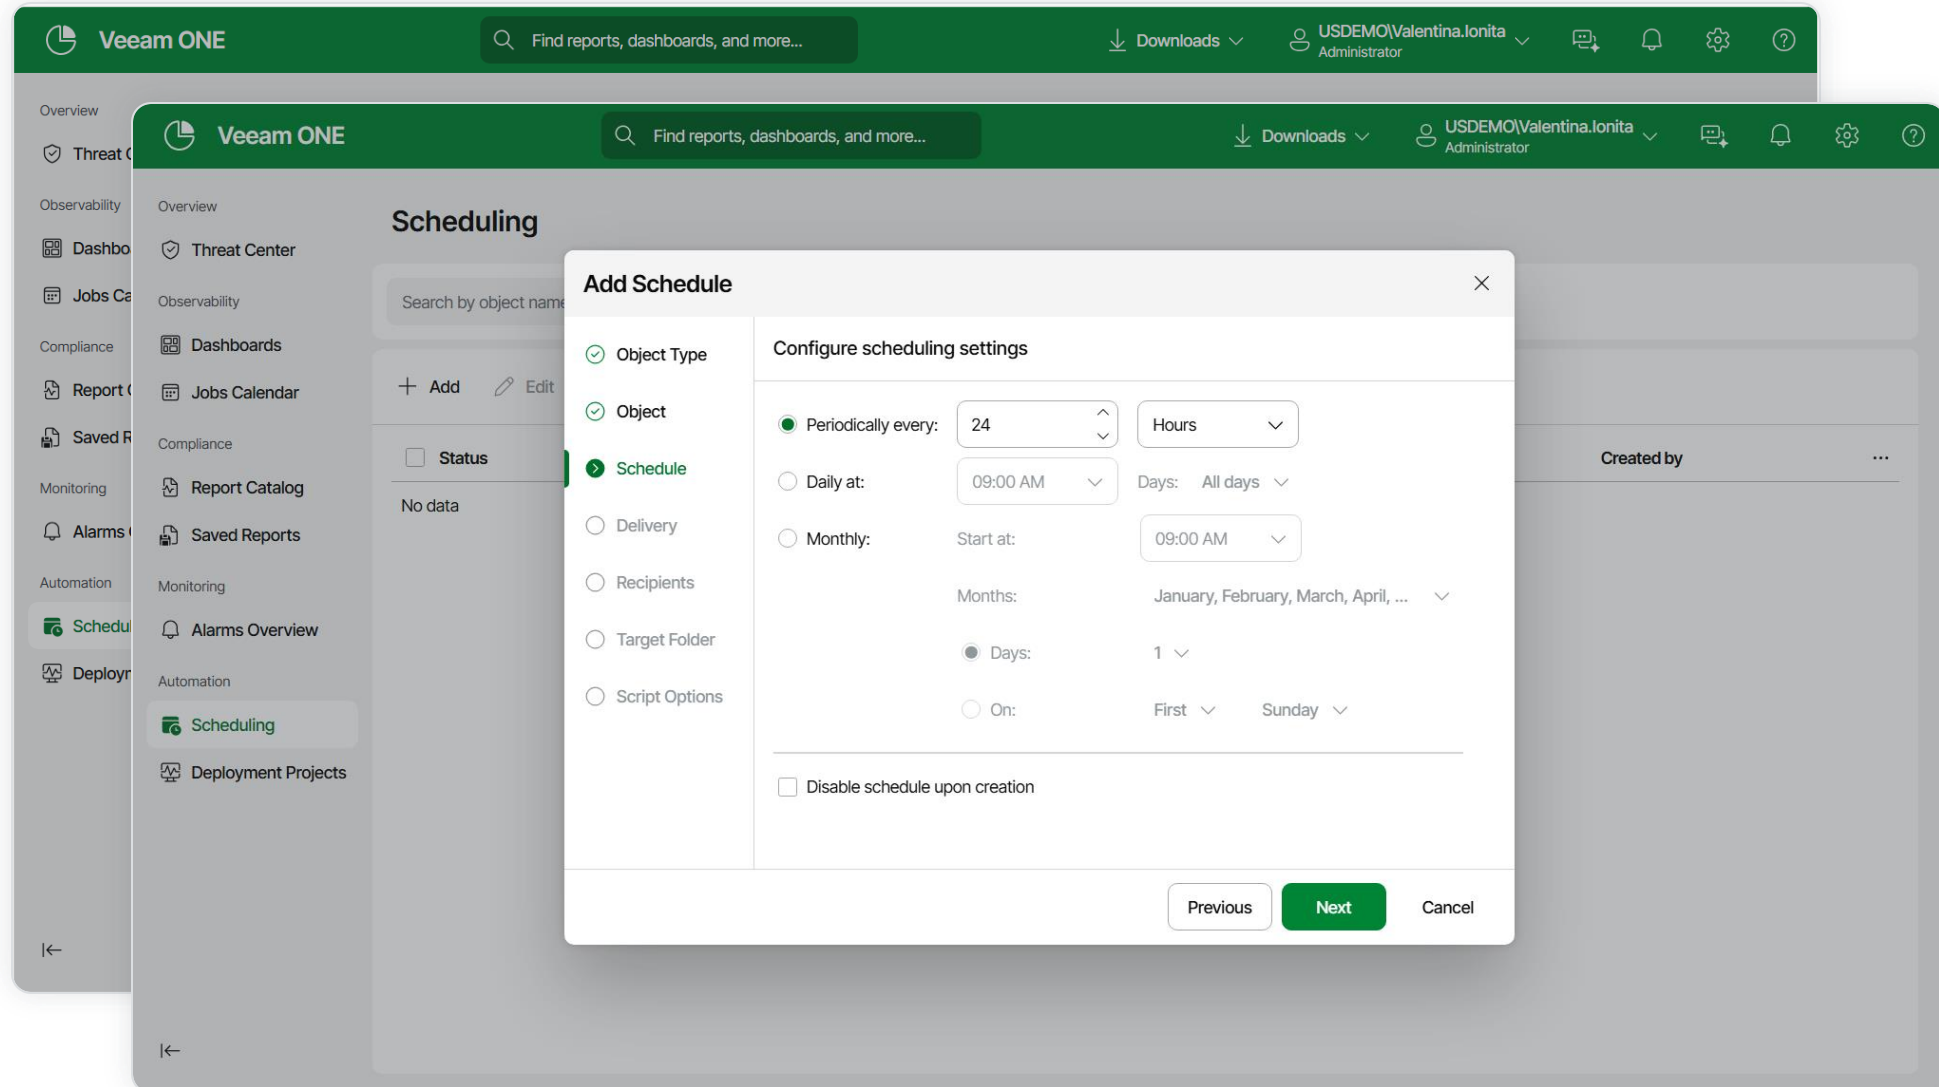 Veeam ONE
Find reports, dashboards, and more...
Downloads
USDEMO\Valentina.Ionita
Administrator
Overview
Threat
Observability
Dashbo
Jobs Ca
Compliance
Report
Saved R
Monitoring
Alarms
Automation
Schedul
Deployr
Veeam ONE
Find reports, dashboards, and more...
Downloads
USDEMO\Valentina.Ionita
Administrator
Overview
Threat Center
Observability
Dashboards
Jobs Calendar
Compliance
Report Catalog
Saved Reports
Monitoring
Alarms Overview
Automation
Scheduling
Deployment Projects
Scheduling
Search by object name
Add
Edit
Status
Created by
...
No data
Add Schedule
Object Type
Object
Schedule
Delivery
Recipients
Target Folder
Script Options
Configure scheduling settings
Periodically every: 24 Hours
Daily at: 09:00 AM Days: All days
Monthly: Start at: 09:00 AM
Months: January, February, March, April, ...
Days: 1
On: First Sunday
Disable schedule upon creation
Previous Next Cancel